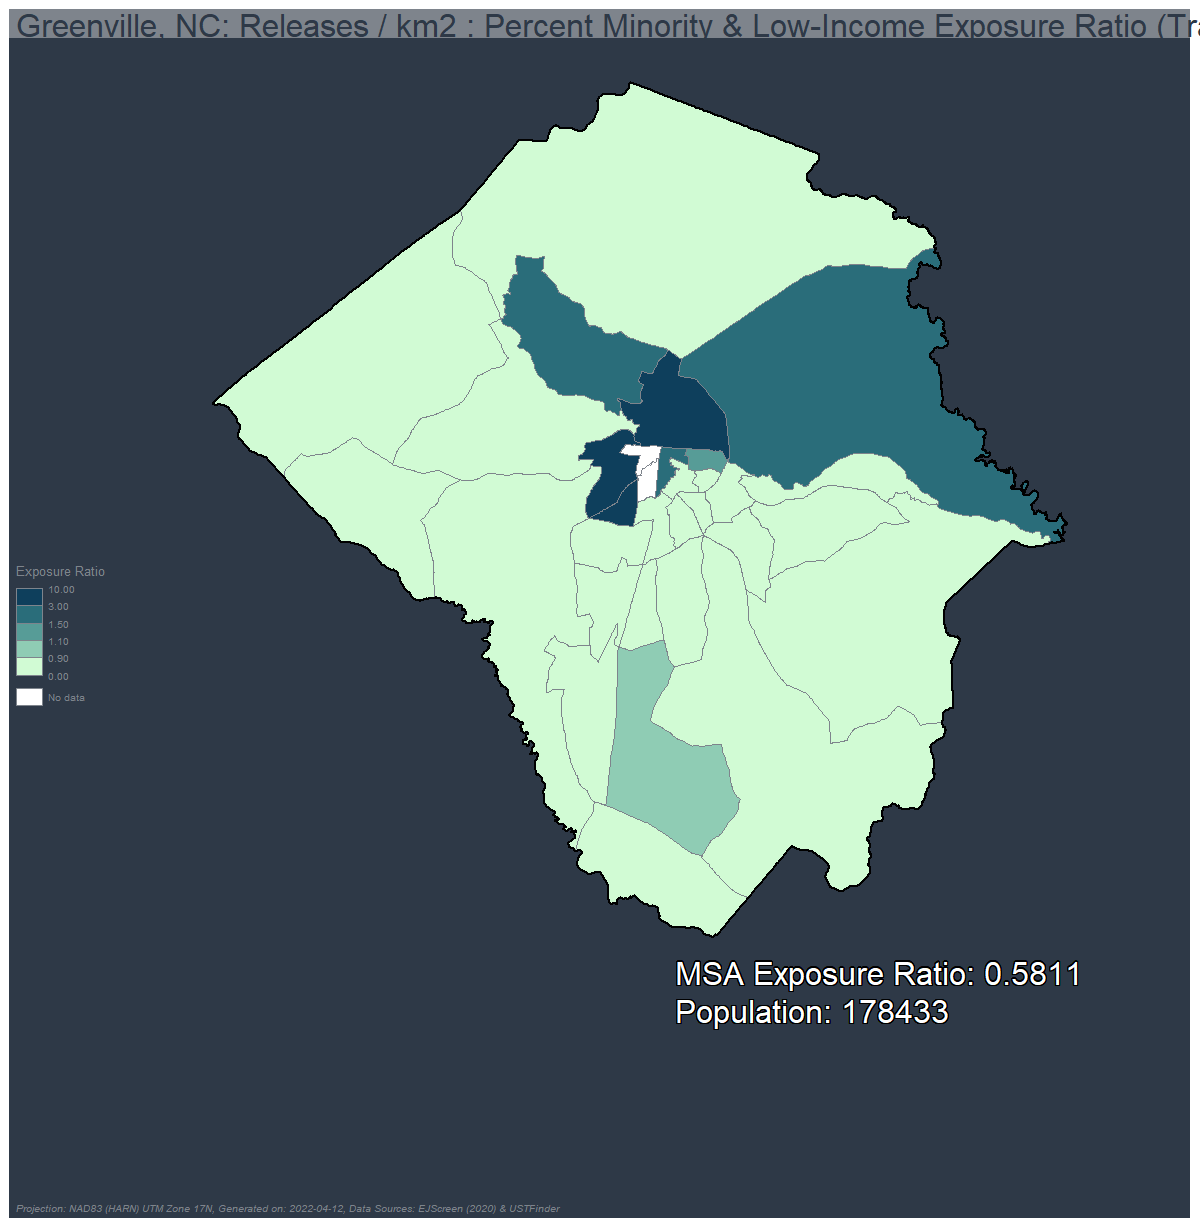 Greenville, NC: Releases / km2 : Percent Minority & Low-Income Exposure Ratio (Tra
Exposure Ratio
10.00
3.00
1.50
1.10
0.90
0.00
No data
MSA Exposure Ratio: 0.5811
Population: 178433
Projection: NAD83 (HARN) UTM Zone 17N, Generated on: 2022-04-12, Data Sources: EJScreen (2020) & USTFinder